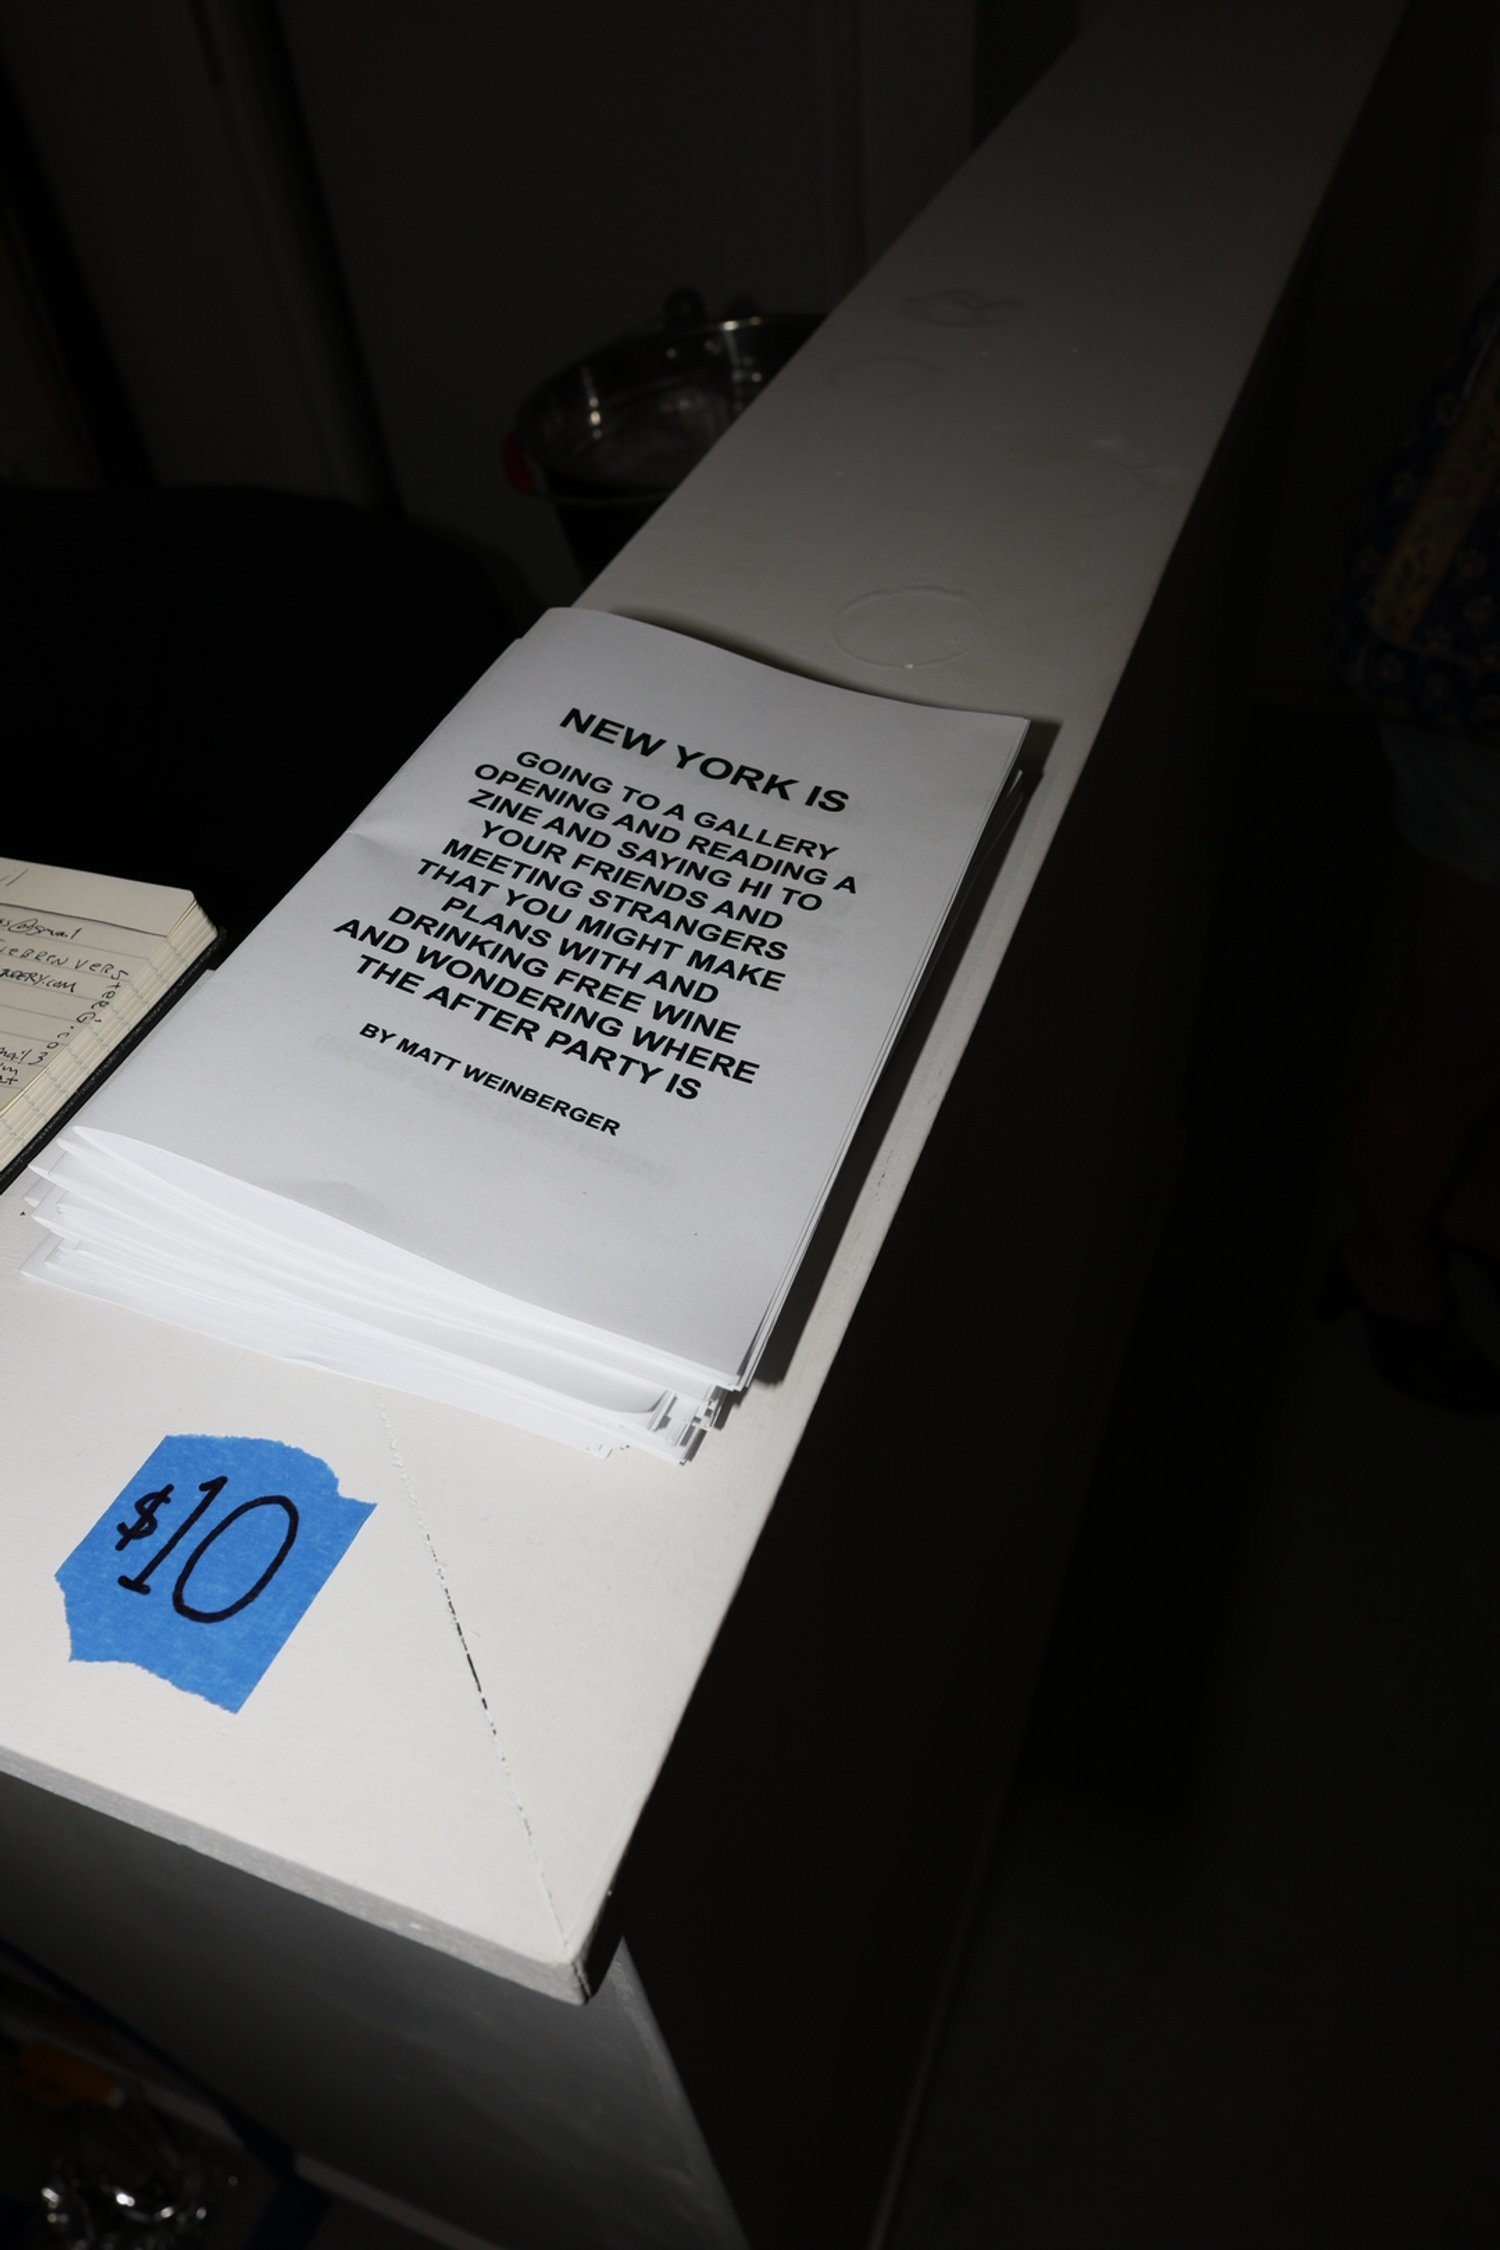 NEW YORK IS
GOING TO A GALLERY
OPENING AND READING A
ZINE AND SAYING HI TO
YOUR FRIENDS AND
MEETING STRANGERS
THAT YOU MIGHT MAKE
PLANS WITH AND
DRINKING FREE WINE
AND WONDERING WHERE
THE AFTER PARTY IS
BY MATT WEINBERGER
$10